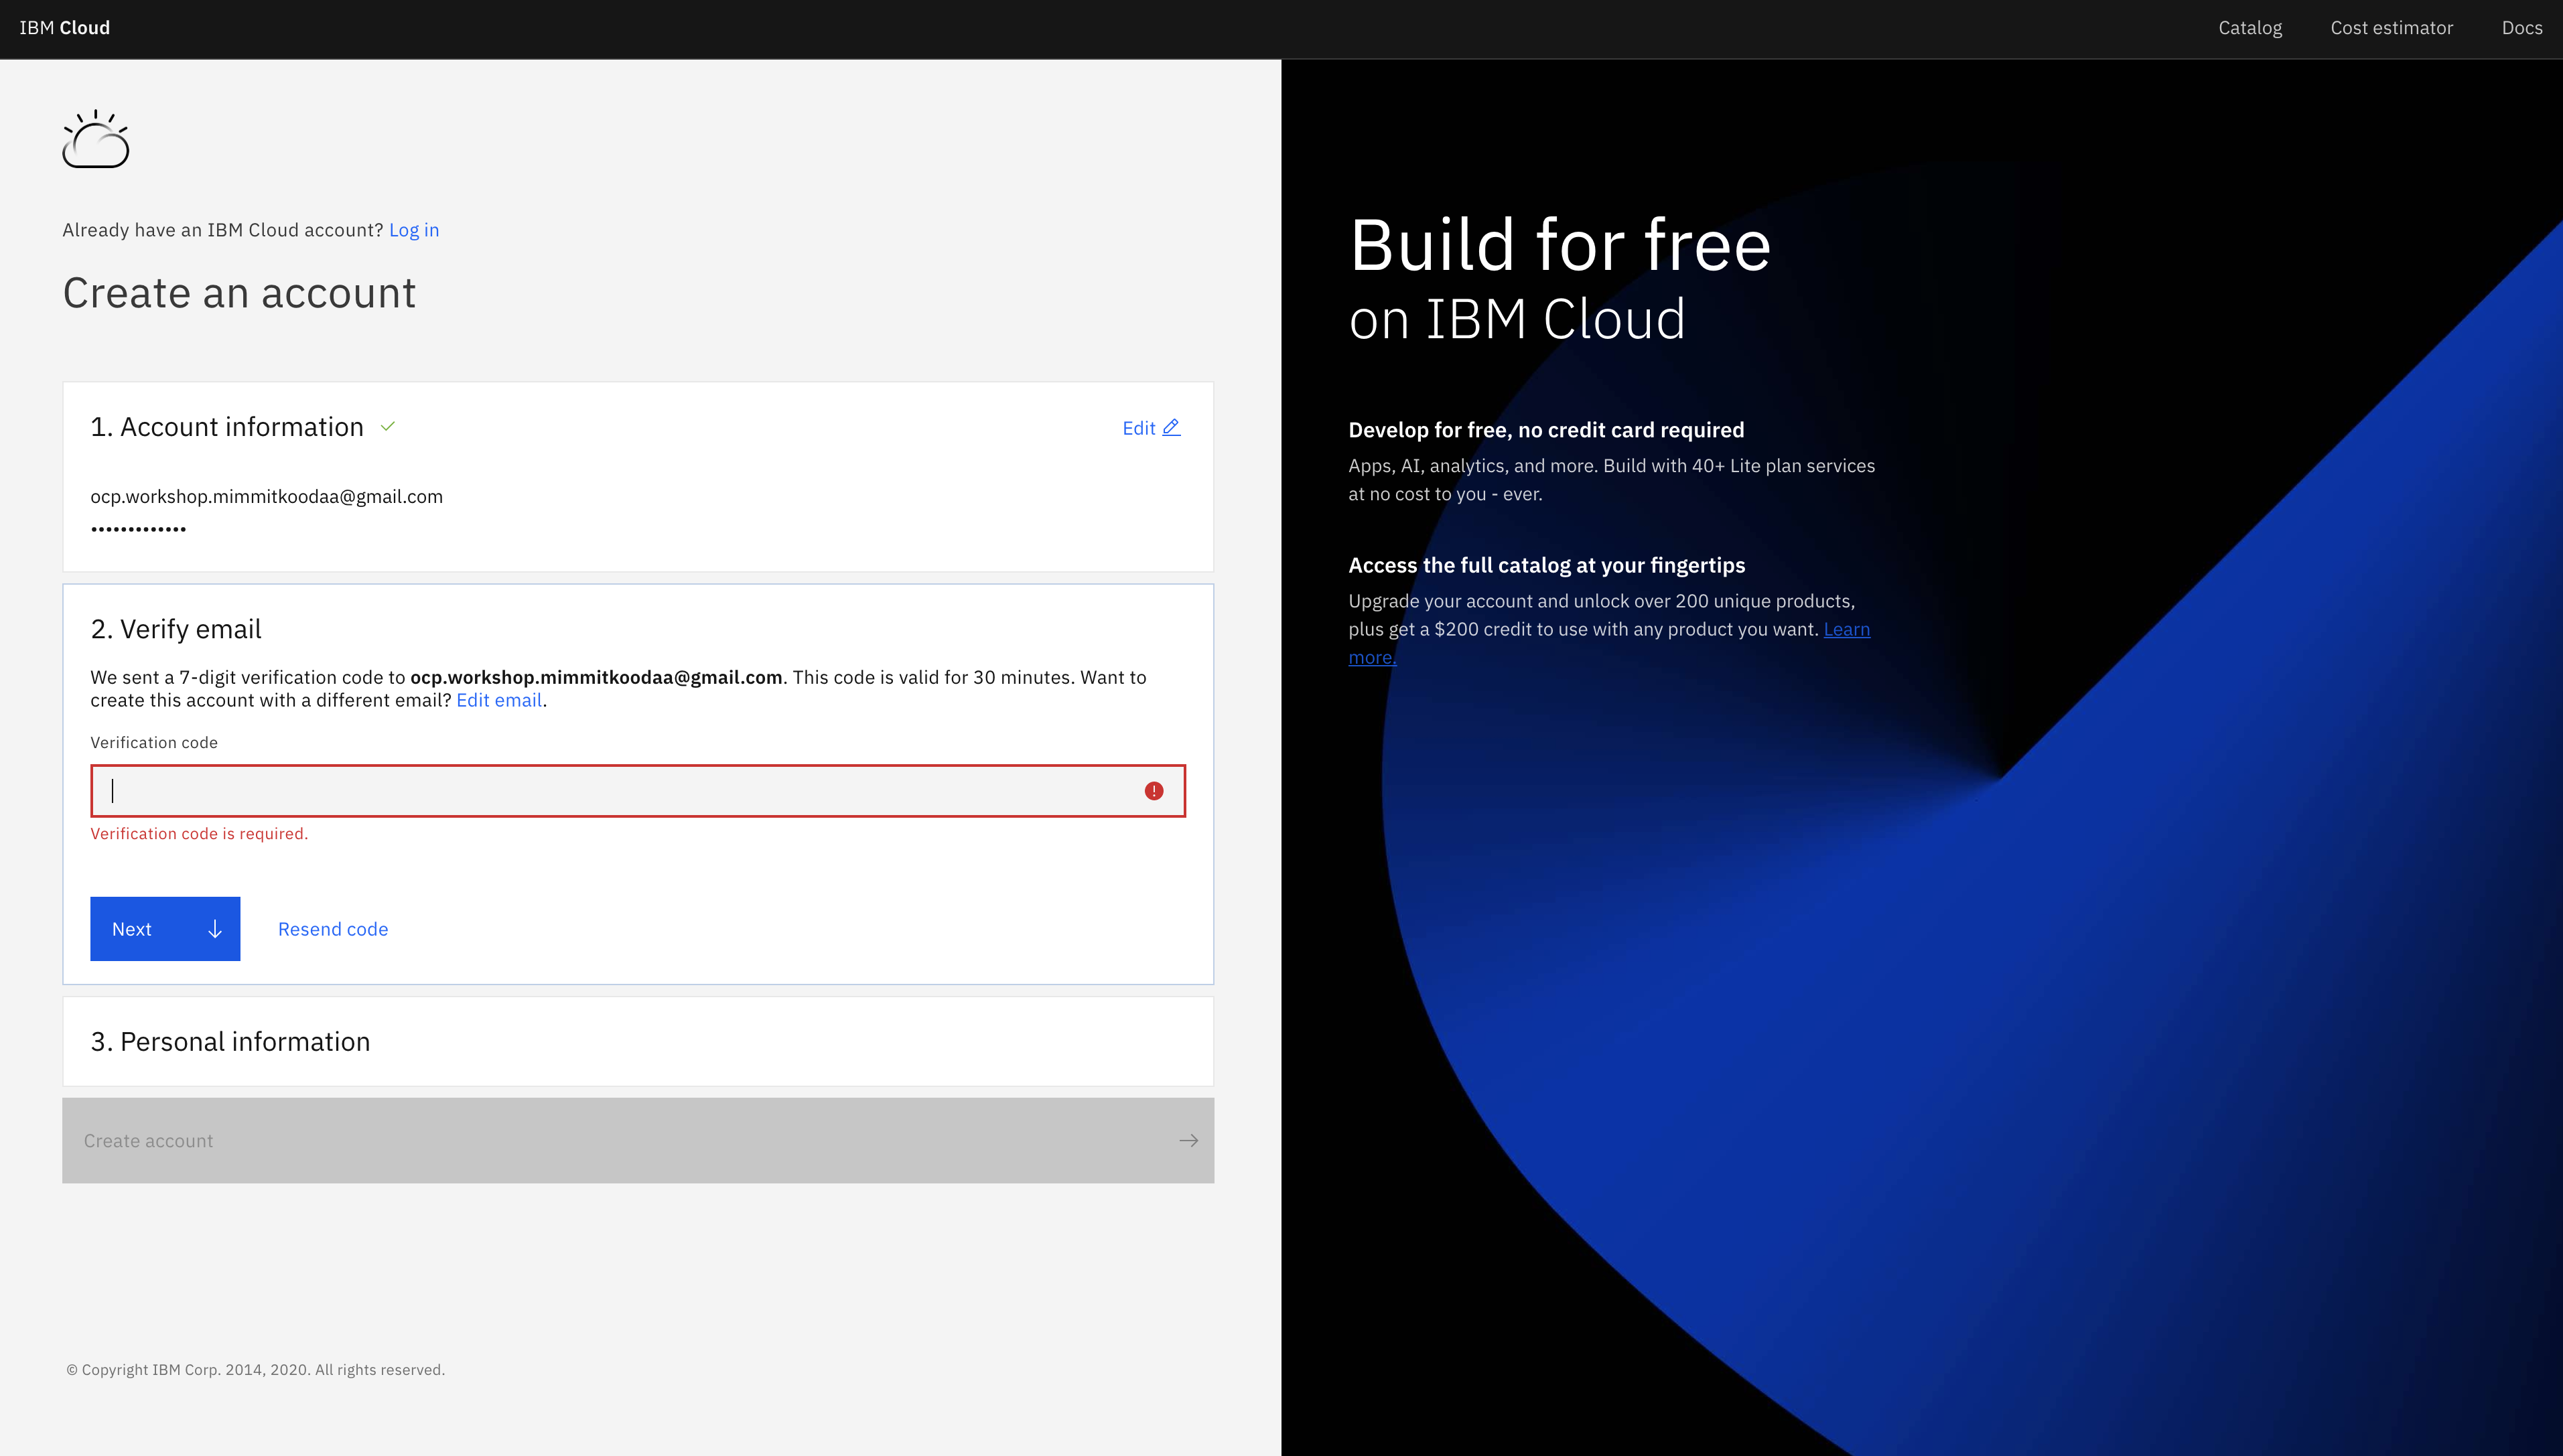 IBM Cloud
Catalog
Cost estimator
Docs
Already have an IBM Cloud account? Log in
Create an account
1. Account information
Edit
ocp.workshop.mimmitkoodaa@gmail.com
•••••••••••••
2. Verify email
We sent a 7-digit verification code to ocp.workshop.mimmitkoodaa@gmail.com. This code is valid for 30 minutes. Want to
create this account with a different email? Edit email.
Verification code
Verification code is required.
Next
Resend code
3. Personal information
Create account
© Copyright IBM Corp. 2014, 2020. All rights reserved.
Build for free
on IBM Cloud
Develop for free, no credit card required
Apps, AI, analytics, and more. Build with 40+ Lite plan services
at no cost to you - ever.
Access the full catalog at your fingertips
Upgrade your account and unlock over 200 unique products,
plus get a $200 credit to use with any product you want. Learn
more.